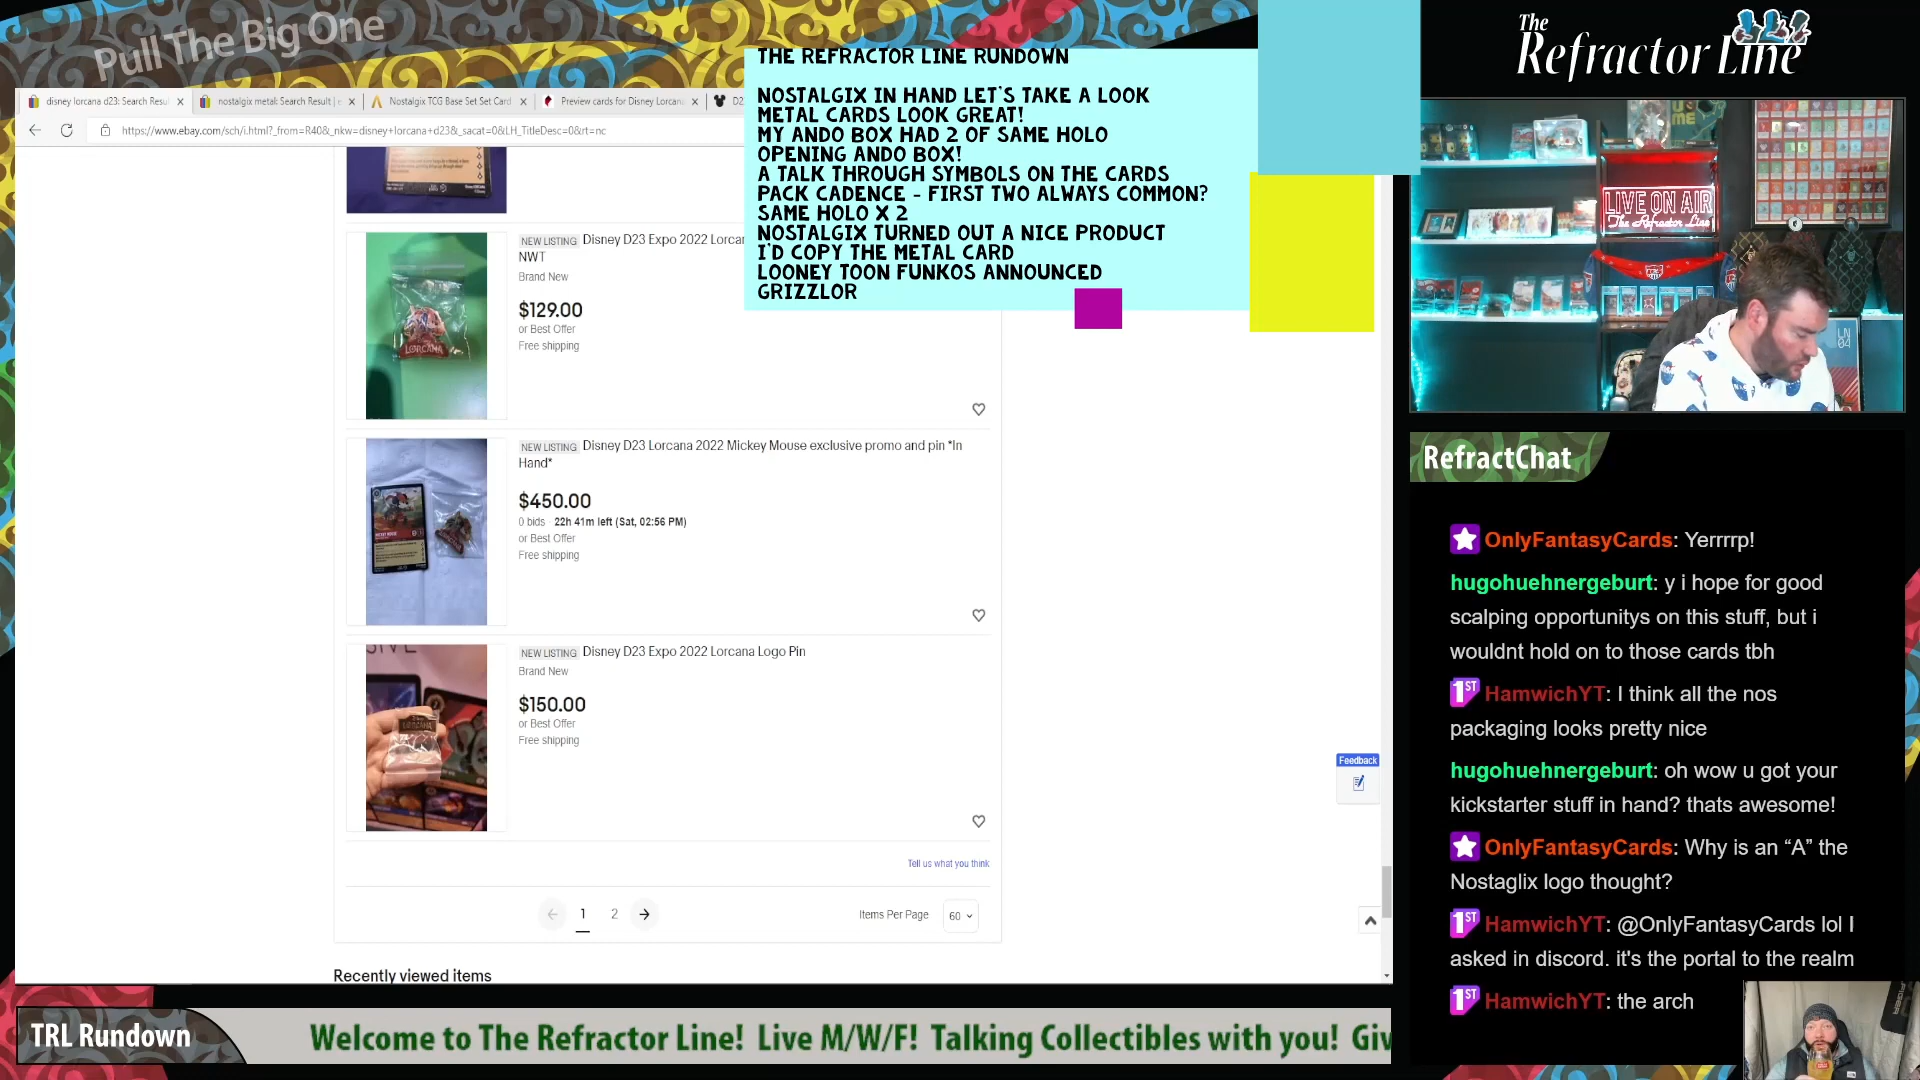 Pull The Big One
THE REFRACTOR LINE RUNDOWN
NOSTALGIX IN HAND LET'S TAKE A LOOK
METAL CARDS LOOK GREAT!
MY ANDO BOX HAD 2 OF SAME HOLO
OPENING ANDO BOX!
A TALK THROUGH SYMBOLS ON THE CARDS
PACK CADENCE - FIRST TWO ALWAYS COMMON?
SAME HOLO X 2
NOSTALGIX TURNED OUT A NICE PRODUCT
I'D COPY THE METAL CARD
LOONEY TOON FUNKOS ANNOUNCED
GRIZZLOR
The
Refractor Line
disney lorcana d23: Search Resu
nostalgix metal: Search Result | e
Nostalgix TCG Base Set Set Card
Preview cards for Disney Lorcan
D2
https://www.ebay.com/sch/i.html?_from=R40&_nkw=disney+lorcana+d23&_sacat=0&LH_TitleDesc=0&rt=nc
NEW LISTING Disney D23 Expo 2022 Lorcan
NWT
Brand New
$129.00
or Best Offer
Free shipping
LORCANA
NEW LISTING Disney D23 Lorcana 2022 Mickey Mouse exclusive promo and pin *In
Hand*
$450.00
0 bids · 22h 41m left (Sat, 02:56 PM)
or Best Offer
Free shipping
NEW LISTING Disney D23 Expo 2022 Lorcana Logo Pin
Brand New
$150.00
or Best Offer
Free shipping
Feedback
Tell us what you think
1
2
Items Per Page
60
Recently viewed items
LIVE ON AIR
The Refractor Line
LN
04
RefractChat
OnlyFantasyCards: Yerrrrp!
hugohuehnergeburt: y i hope for good
scalping opportunitys on this stuff, but i
wouldnt hold on to those cards tbh
1ST HamwichYT: I think all the nos
packaging looks pretty nice
hugohuehnergeburt: oh wow u got your
kickstarter stuff in hand? thats awesome!
OnlyFantasyCards: Why is an “A” the
Nostaglix logo thought?
1ST HamwichYT: @OnlyFantasyCards lol I
asked in discord. it's the portal to the realm
1ST HamwichYT: the arch
TRL Rundown
Welcome to The Refractor Line! Live M/W/F! Talking Collectibles with you! Giv